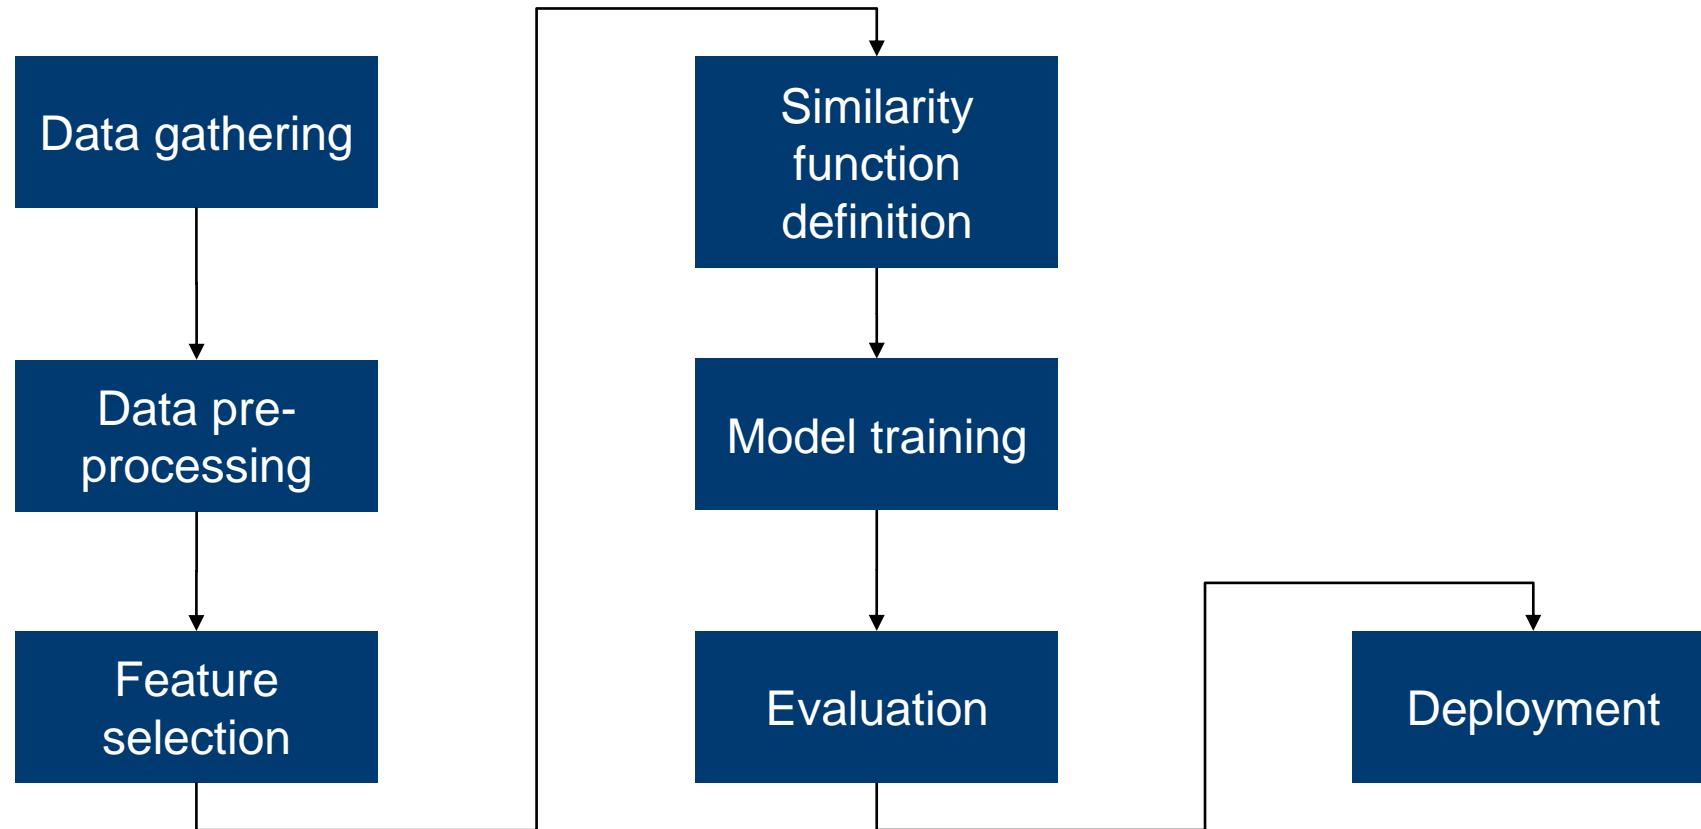 Data gathering
Data pre-
processing
Feature
selection
Similarity
function
definition
Model training
Evaluation
Deployment